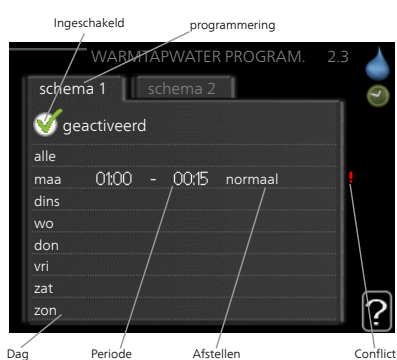 Ingeschakeld programmering
WARMTAPWATER PROGRAM. 2.3
schema 1 schema 2
geactiveerd
alle
maa 01:00 - 00:15 normaal !
dins
wo
don
vri
zat
zon ?
Dag Periode Afstellen Conflict